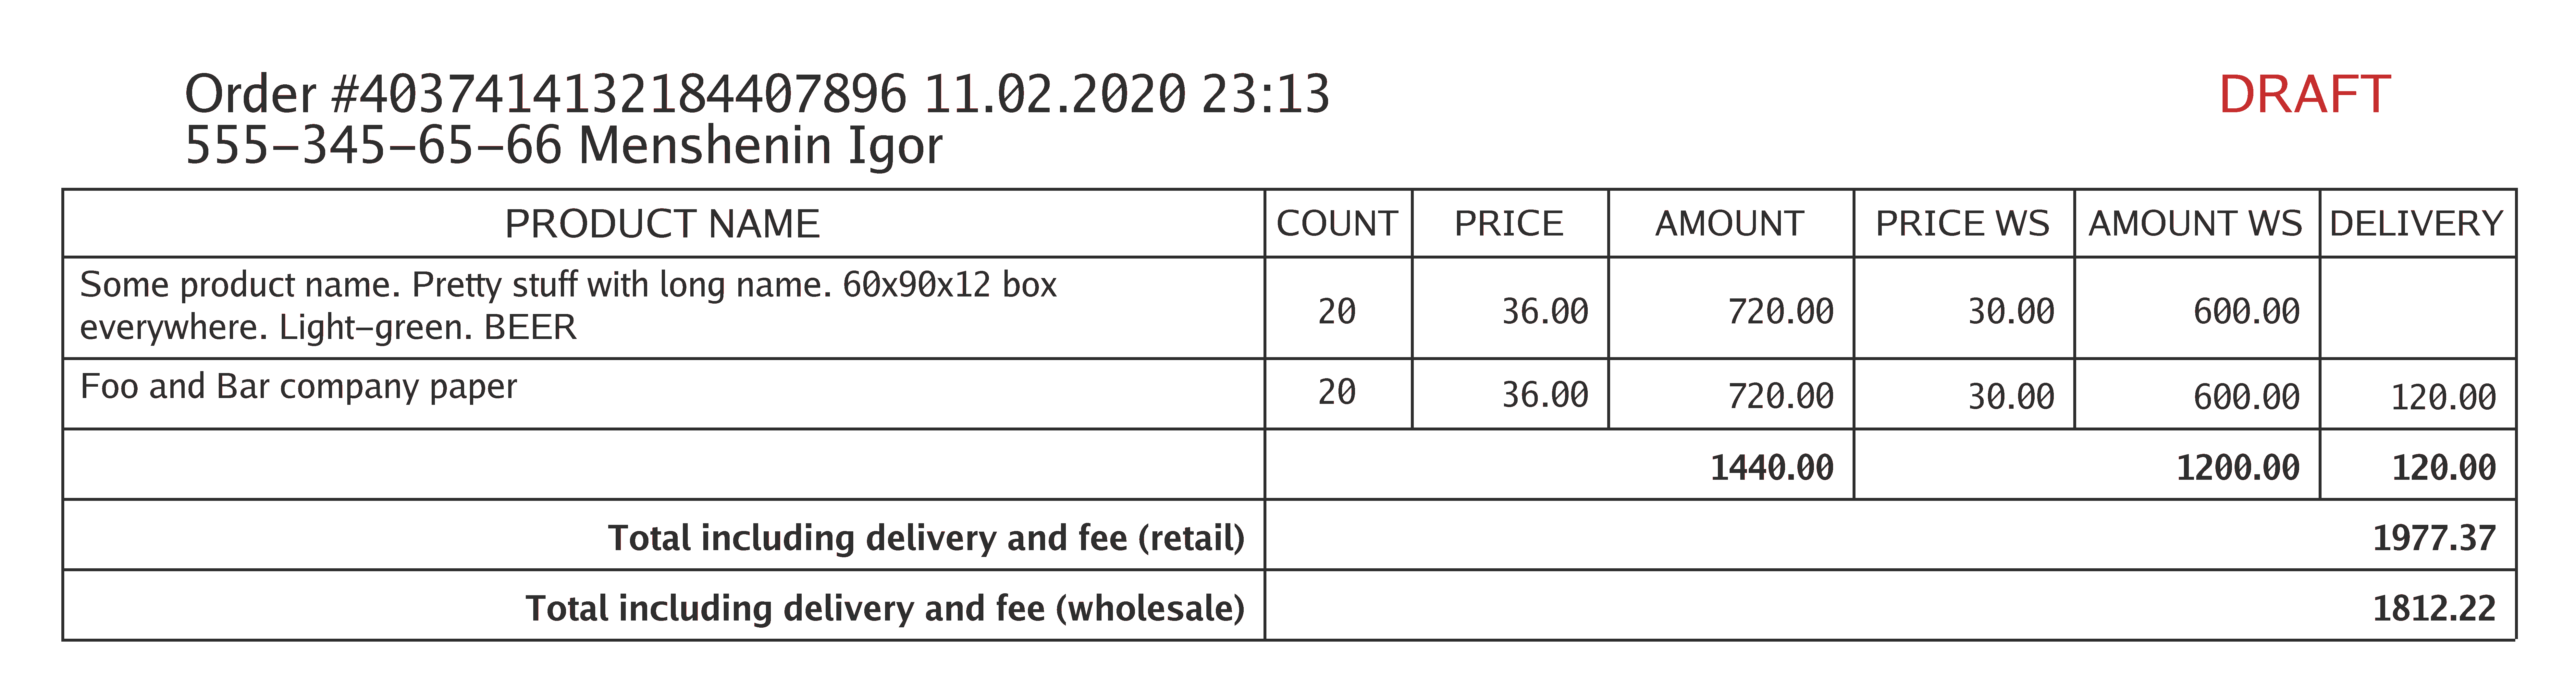 Order #4037414132184407896 11.02.2020 23:13 DRAFT
555-345-65-66 Menshenin Igor
PRODUCT NAME COUNT PRICE AMOUNT PRICE WS AMOUNT WS DELIVERY
Some product name. Pretty stuff with long name. 60x90x12 box
everywhere. Light-green. BEER
20 36.00 720.00 30.00 600.00
Foo and Bar company paper 20 36.00 720.00 30.00 600.00 120.00
1440.00 1200.00 120.00
Total including delivery and fee (retail) 1977.37
Total including delivery and fee (wholesale) 1812.22